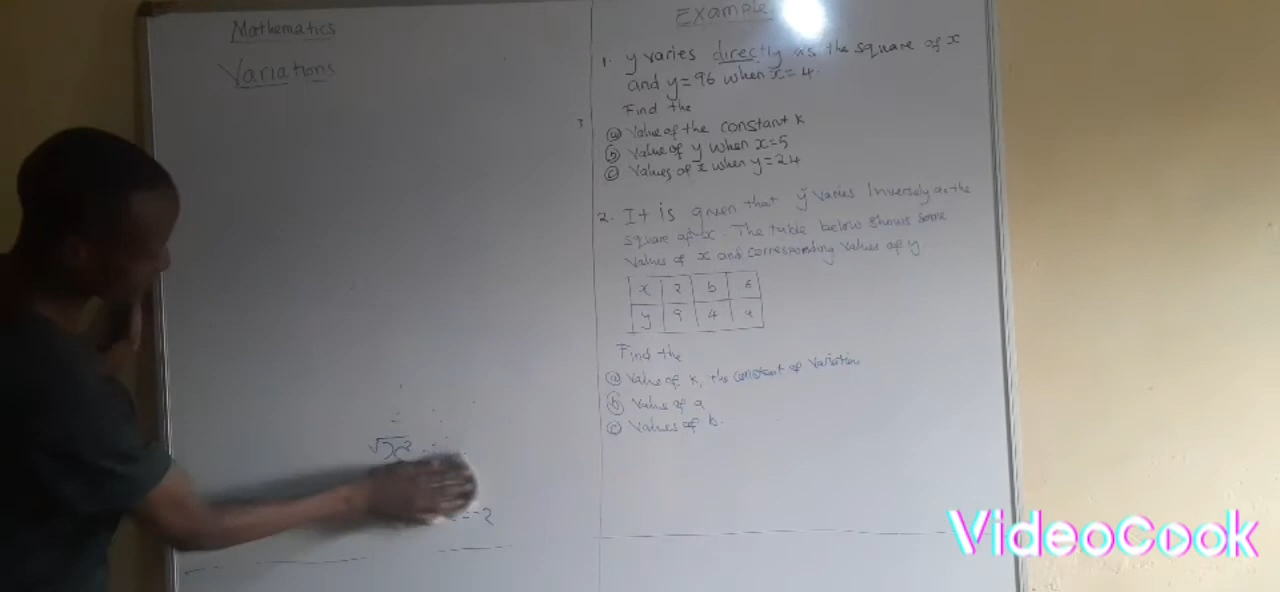 Mathematics
Variations
Example
1. y varies directly as the square of x
and y=96 when x=4.
Find the
(a) Value of the constant k
(b) Value of y when x=5
(c) Values of x when y=24
2. It is given that y varies Inversely as the
square of x. The table below shows some
values of x and corresponding values of y
x 2 b 6
y 9 4 a
Find the
(a) Value of k, the constant of variation
(b) Value of a
(c) Values of b.
√x²
= -2
VideoCook